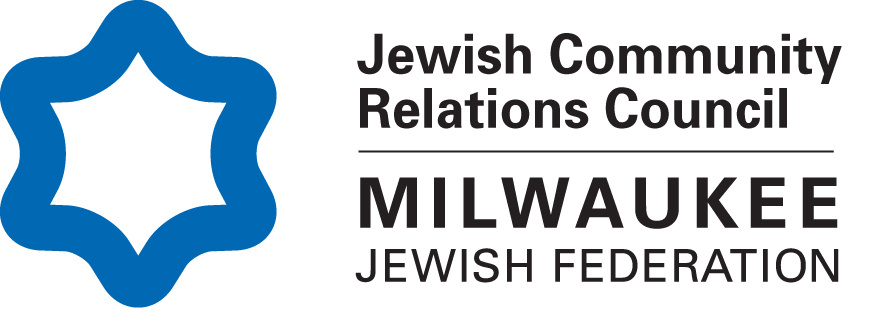 Jewish Community
Relations Council
MILWAUKEE
JEWISH FEDERATION